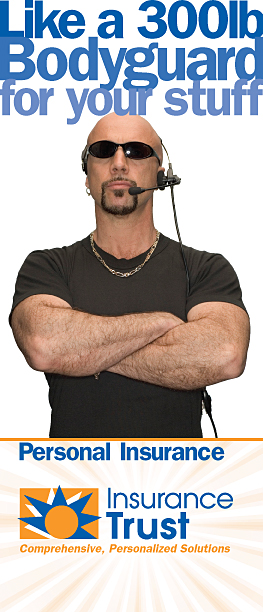 Like a 300lb
Bodyguard
for your stuff
Personal Insurance
Insurance
Trust
Comprehensive, Personalized Solutions